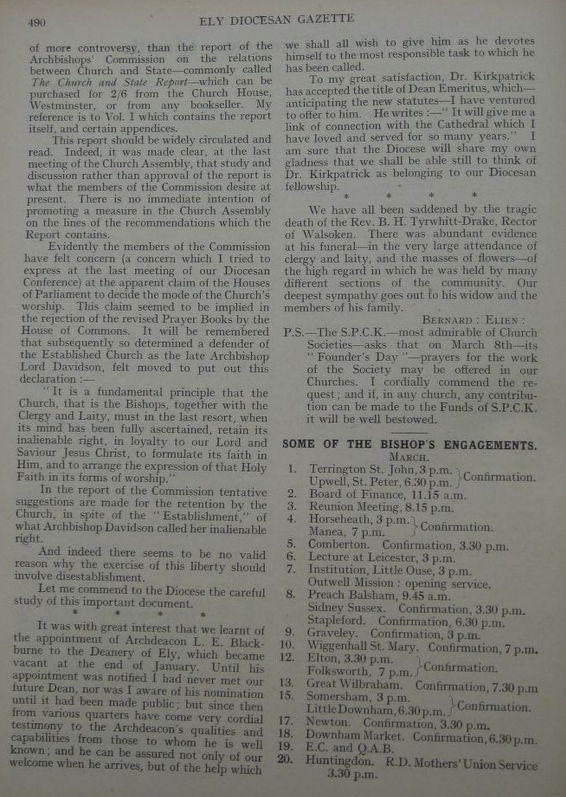 490
ELY DIOCESAN GAZETTE
of more controversy, than the report of the
Archbishops' Commission on the relations
between Church and State—commonly called
The Church and State Report—which can be
purchased for 2/6 from the Church House,
Westminster, or from any bookseller. My
reference is to Vol. I which contains the report
itself, and certain appendices.
This report should be widely circulated and
read. Indeed, it was made clear, at the last
meeting of the Church Assembly, that study and
discussion rather than approval of the report is
what the members of the Commission desire at
present. There is no immediate intention of
promoting a measure in the Church Assembly
on the lines of the recommendations which the
Report contains.
Evidently the members of the Commission
have felt concern (a concern which I tried to
express at the last meeting of our Diocesan
Conference) at the apparent claim of the Houses
of Parliament to decide the mode of the Church's
worship. This claim seemed to be implied in
the rejection of the revised Prayer Books by the
House of Commons. It will be remembered
that subsequently so determined a defender of
the Established Church as the late Archbishop
Lord Davidson, felt moved to put out this
declaration :—
"It is a fundamental principle that the
Church, that is the Bishops, together with the
Clergy and Laity, must in the last resort, when
its mind has been fully ascertained, retain its
inalienable right, in loyalty to our Lord and
Saviour Jesus Christ, to formulate its faith in
Him, and to arrange the expression of that Holy
Faith in its forms of worship."
In the report of the Commission tentative
suggestions are made for the retention by the
Church, in spite of the "Establishment," of
what Archbishop Davidson called her inalienable
right.
And indeed there seems to be no valid
reason why the exercise of this liberty should
involve disestablishment.
Let me commend to the Diocese the careful
study of this important document.
* * * *
It was with great interest that we learnt of
the appointment of Archdeacon L. E. Black-
burne to the Deanery of Ely, which became
vacant at the end of January. Until his
appointment was notified I had never met our
future Dean, nor was I aware of his nomination
until it had been made public; but since then
from various quarters have come very cordial
testimony to the Archdeacon's qualities and
capabilities from those to whom he is well
known; and he can be assured not only of our
welcome when he arrives, but of the help which
we shall all wish to give him as he devotes
himself to the most responsible task to which he
has been called.
To my great satisfaction, Dr. Kirkpatrick
has accepted the title of Dean Emeritus, which—
anticipating the new statutes—I have ventured
to offer to him. He writes :—"It will give me a
link of connection with the Cathedral which I
have loved and served for so many years." I
am sure that the Diocese will share my own
gladness that we shall be able still to think of
Dr. Kirkpatrick as belonging to our Diocesan
fellowship.
* * * *
We have all been saddened by the tragic
death of the Rev. B. H. Tyrwhitt-Drake, Rector
of Walsoken. There was abundant evidence
at his funeral—in the very large attendance of
clergy and laity, and the masses of flowers—of
the high regard in which he was held by many
different sections of the community. Our
deepest sympathy goes out to his widow and the
members of his family.
BERNARD : ELIEN :
P.S.—The S.P.C.K.—most admirable of Church
Societies—asks that on March 8th—its
"Founder's Day"—prayers for the work
of the Society may be offered in our
Churches. I cordially commend the re-
quest; and if, in any church, any contribu-
tion can be made to the Funds of S.P.C.K.
it will be well bestowed.
SOME OF THE BISHOP'S ENGAGEMENTS.
MARCH.
1. Terrington St. John, 3 p.m. } Confirmation.
Upwell, St. Peter, 6.30 p.m.
2. Board of Finance, 11.15 a.m.
3. Reunion Meeting, 8.15 p.m.
4. Horseheath, 3 p.m. } Confirmation.
Manea, 7 p.m.
5. Comberton. Confirmation, 3.30 p.m.
6. Lecture at Leicester, 3 p.m.
7. Institution, Little Ouse, 3 p.m.
Outwell Mission : opening service.
8. Preach Balsham, 9.45 a.m.
Sidney Sussex. Confirmation, 3.30 p.m.
Stapleford. Confirmation, 6.30 p.m.
9. Graveley. Confirmation, 3 p.m.
10. Wiggenhall St. Mary. Confirmation, 7 p.m.
12. Elton, 3.30 p.m. } Confirmation.
Folksworth, 7 p.m.
13. Great Wilbraham. Confirmation, 7.30 p.m
15. Somersham, 3 p.m. } Confirmation.
Little Downham, 6.30 p.m.
17. Newton. Confirmation, 3.30 p.m.
18. Downham Market. Confirmation, 6.30 p.m.
19. E.C. and Q.A.B.
20. Huntingdon. R.D. Mothers' Union Service
3.30 p.m.